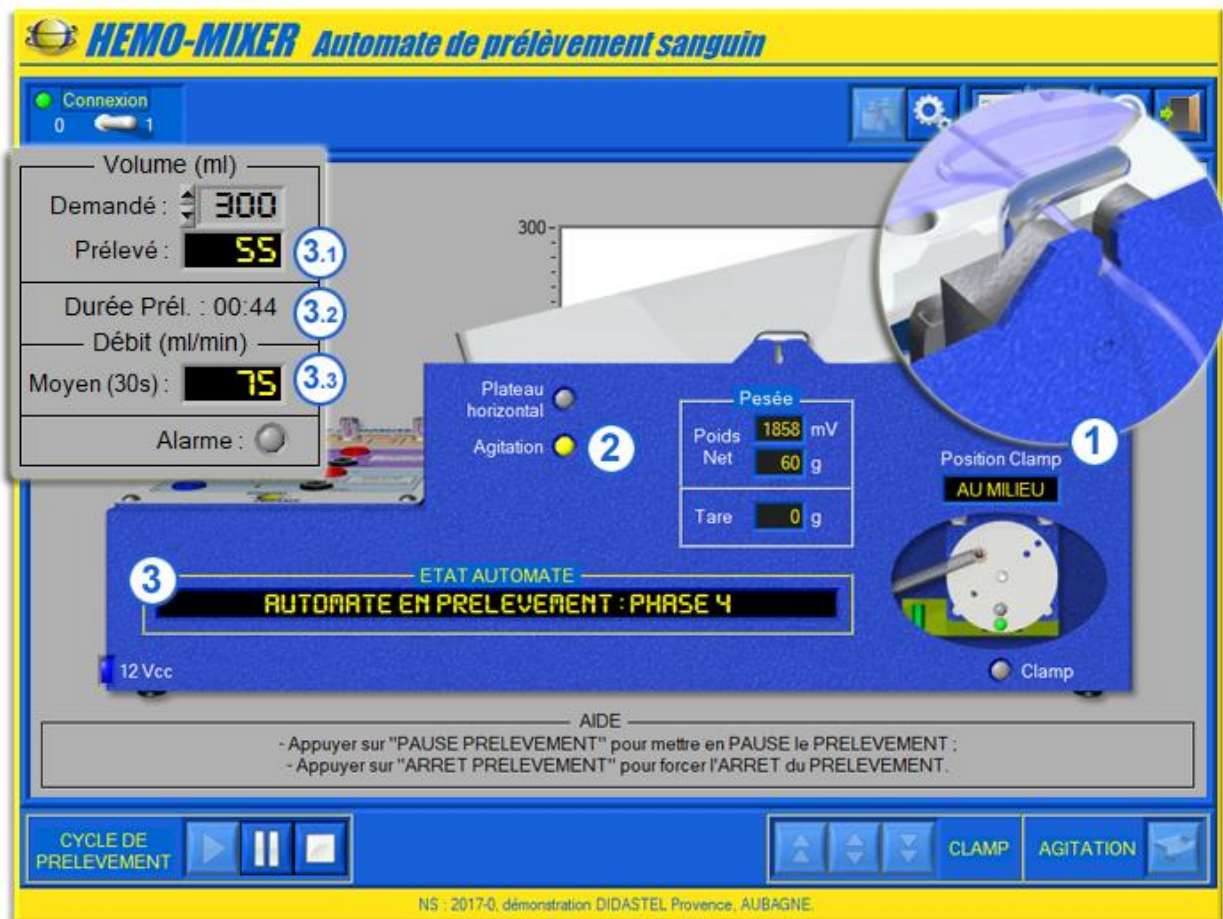 HEMO-MIXER Automate de prélèvement sanguin
Connexion
0 1
Volume (ml)
Demandé : 300
Prélevé : 55 3.1
Durée Prél. : 00:44 3.2
Débit (ml/min)
Moyen (30s) : 75 3.3
Alarme :
300
Plateau
horizontal
Agitation 2
Pesée
Poids 1858 mV
Net 60 g
Tare 0 g
1
Position Clamp
AU MILIEU
3
ETAT AUTOMATE
AUTOMATE EN PRELEVEMENT : PHASE 4
12 Vcc
Clamp
AIDE
- Appuyer sur "PAUSE PRELEVEMENT" pour mettre en PAUSE le PRELEVEMENT ;
- Appuyer sur "ARRET PRELEVEMENT" pour forcer l'ARRET du PRELEVEMENT.
CYCLE DE
PRELEVEMENT
CLAMP
AGITATION
NS : 2017-0, démonstration DIDASTEL Provence, AUBAGNE.